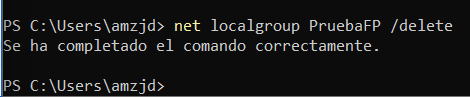 PS C:\Users\amzjd> net localgroup PruebaFP /delete
Se ha completado el comando correctamente.
PS C:\Users\amzjd>